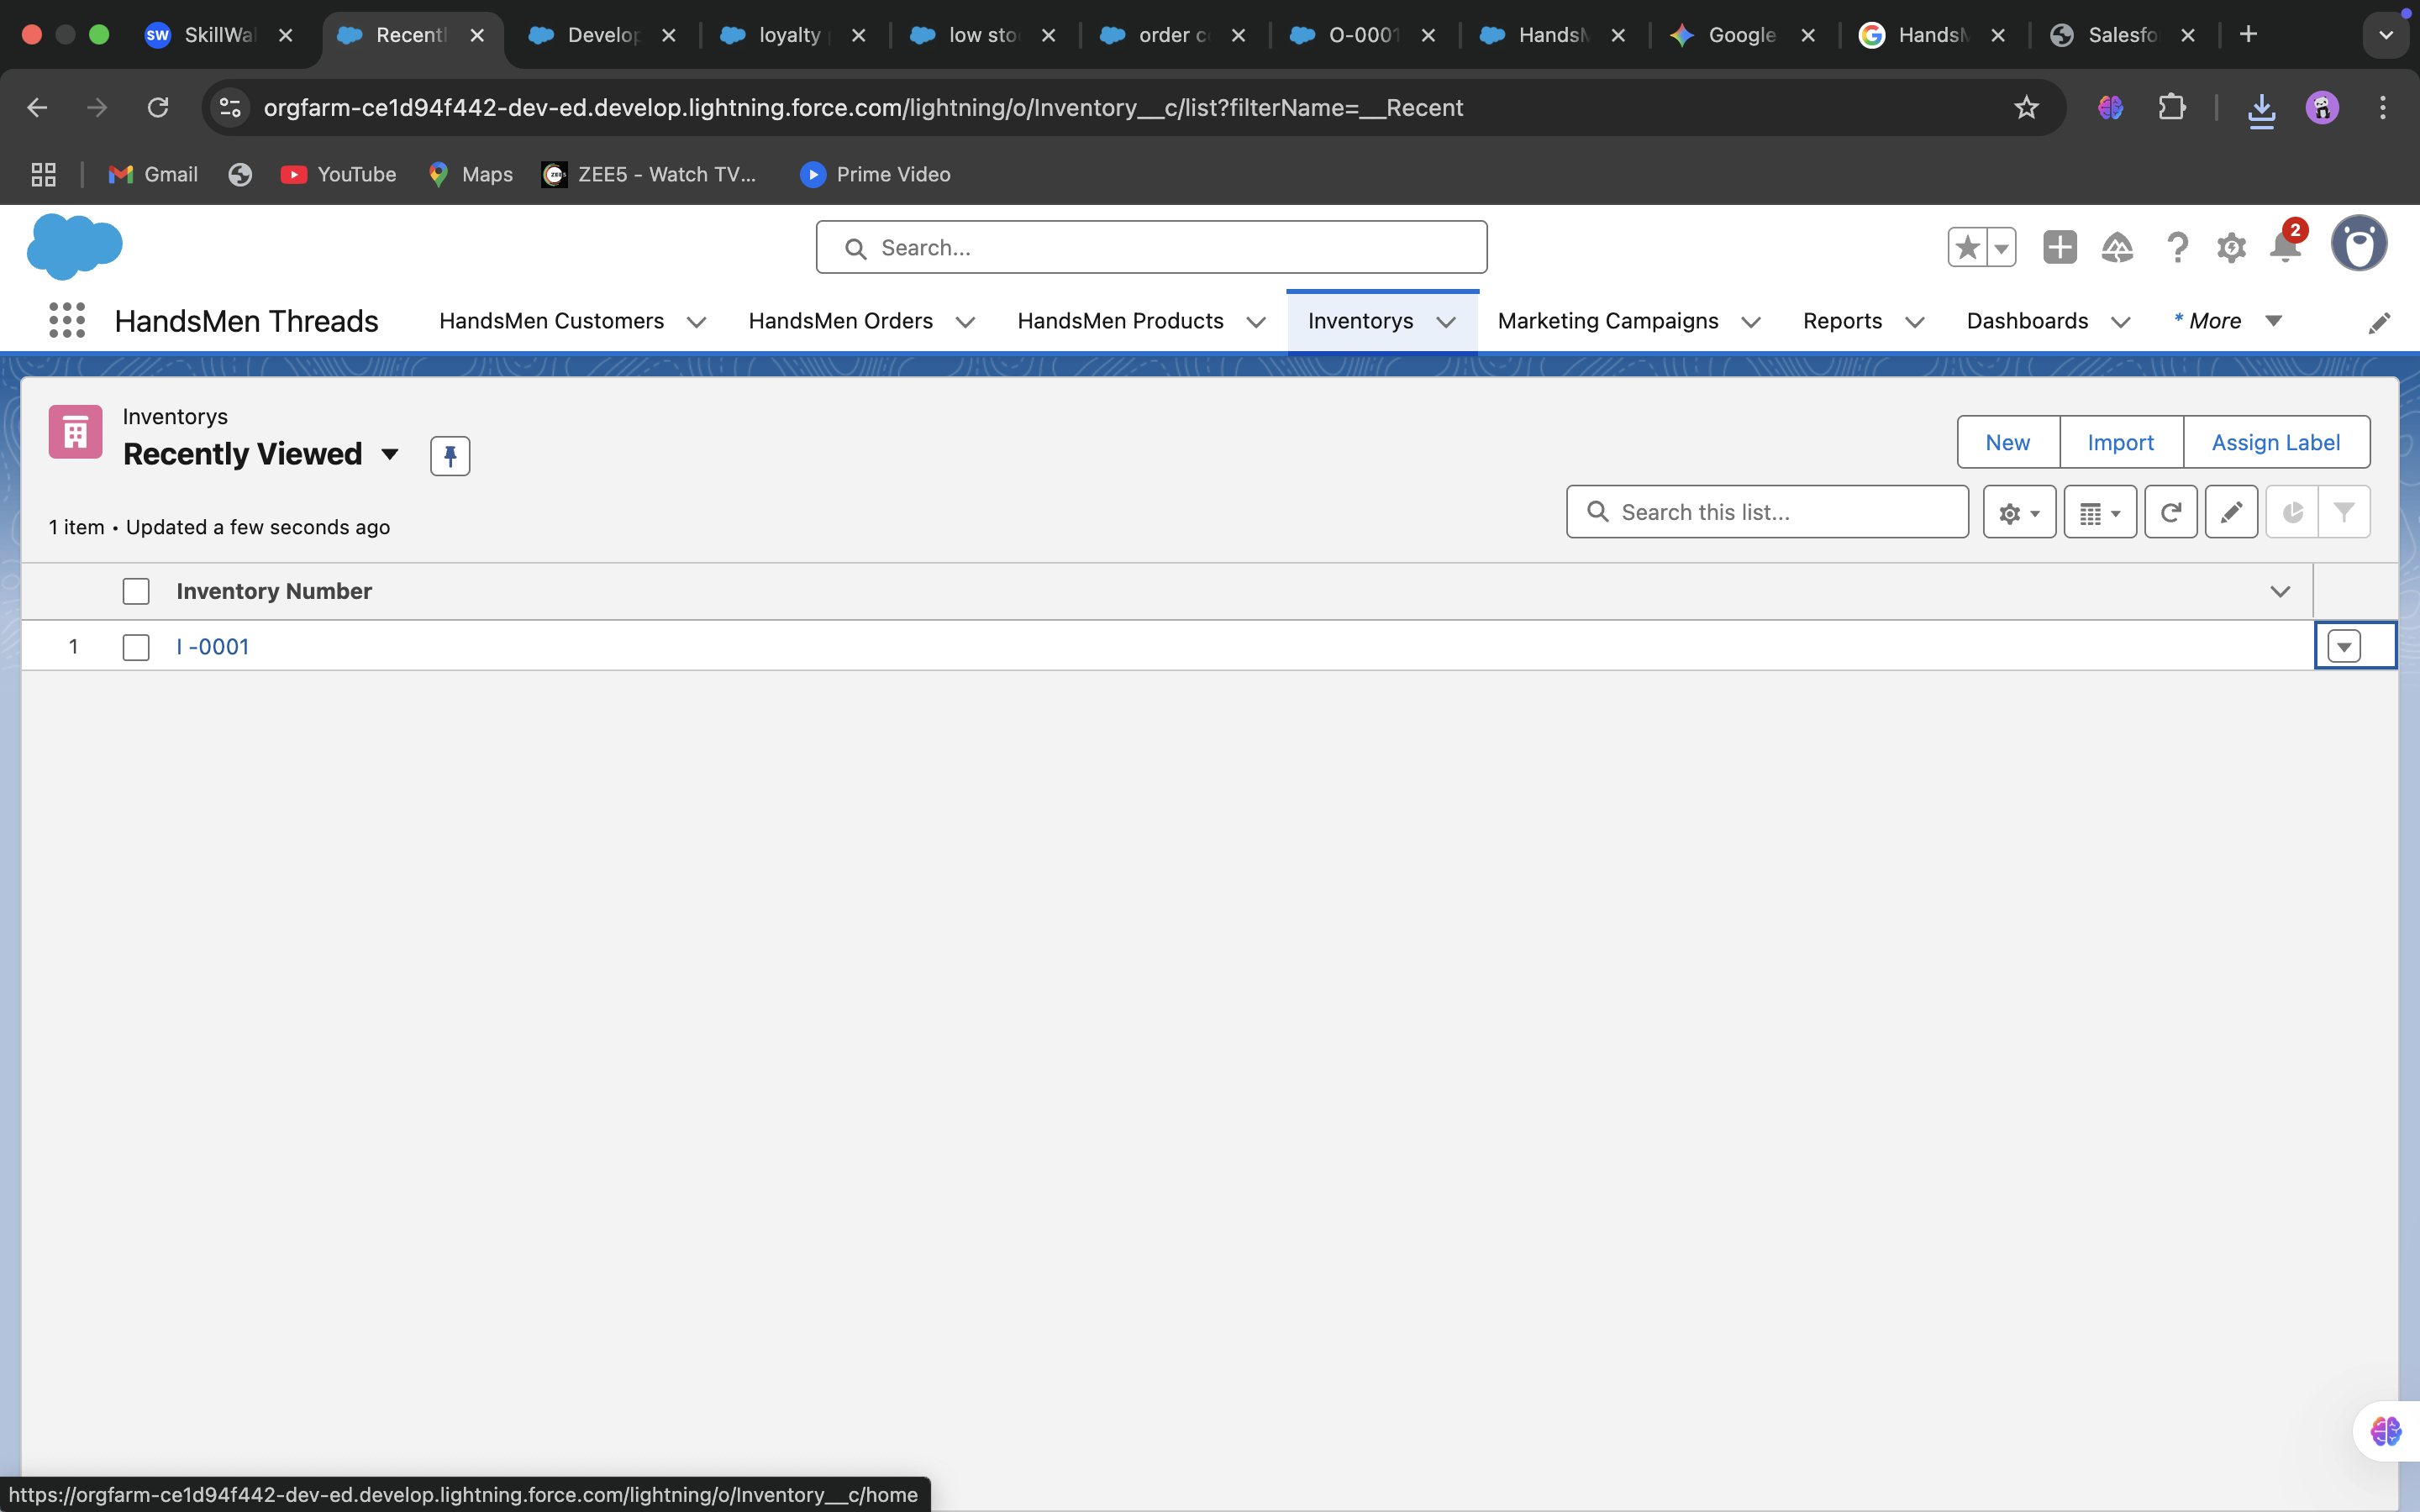 SW SkillWal Recentl Develop loyalty low sto order c O-0001 HandsM Google HandsM Salesfo
orgfarm-ce1d94f442-dev-ed.develop.lightning.force.com/lightning/o/Inventory__c/list?filterName=__Recent
Gmail YouTube Maps ZEE5 - Watch TV... Prime Video
Search... 2
HandsMen Threads HandsMen Customers HandsMen Orders HandsMen Products Inventorys Marketing Campaigns Reports Dashboards * More
Inventorys
Recently Viewed New Import Assign Label
1 item • Updated a few seconds ago Search this list...
Inventory Number
1 I -0001
https://orgfarm-ce1d94f442-dev-ed.develop.lightning.force.com/lightning/o/Inventory__c/home